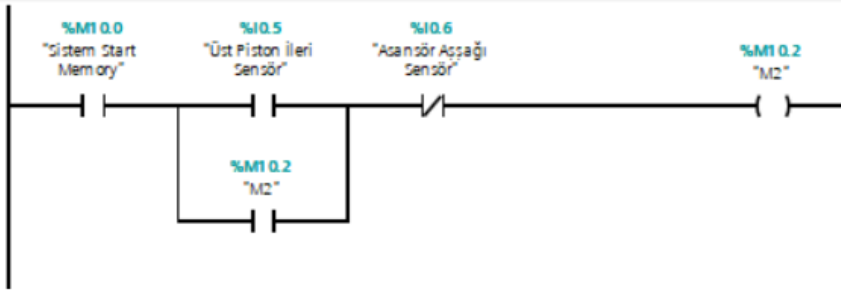 %M10.0
"Sistem Start
Memory"
%I0.5
"Üst Piston İleri
Sensör"
%I0.6
"Asansör Aşşağı
Sensör"
%M10.2
"M2"
%M10.2
"M2"